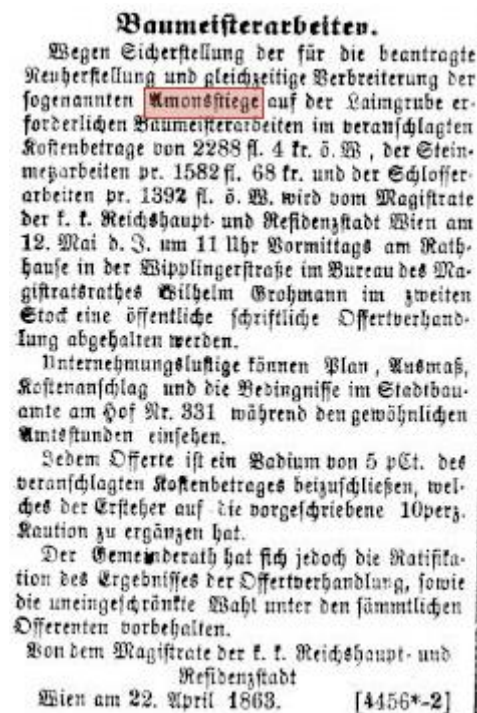 Baumeisterarbeiten.
Wegen Sicherstellung der für die beantragte
Neuherstellung und gleichzeitige Verbreiterung der
sogenannten Amonsstiege auf der Laimgrube er-
forderlichen Baumeisterarbeiten im veranschlagten
Kostenbetrage von 2288 fl. 4 kr. ö. W , der Stein-
metzarbeiten pr. 1582 fl. 68 kr. und der Schlosser-
arbeiten pr. 1392 fl. ö. W. wird vom Magistrate
der k. k. Reichshaupt- und Residenzstadt Wien am
12. Mai d. J. um 11 Uhr Vormittags am Rath-
hause in der Wipplingerstraße im Bureau des Ma-
gistratsrathes Wilhelm Grohmann im zweiten
Stock eine öffentliche schriftliche Offertverhand-
lung abgehalten werden.
Unternehmungslustige können Plan , Ausmaß,
Kostenanschlag und die Bedingnisse im Stadtbau-
amte am Hof Nr. 331 während den gewöhnlichen
Amtsstunden einsehen.
Jedem Offerte ist ein Vadium von 5 pCt. des
veranschlagten Kostenbetrages beizuschließen, wel-
ches der Ersteher auf die vorgeschriebene 10perz.
Kaution zu ergänzen hat.
Der Gemeinderath hat sich jedoch die Ratifika-
tion des Ergebnisses der Offertverhandlung, sowie
die uneingeschränkte Wahl unter den sämmtlichen
Offerenten vorbehalten.
Von dem Magistrate der k. k. Reichshaupt- und
Residenzstadt
Wien am 22. April 1863. [4456*-2]